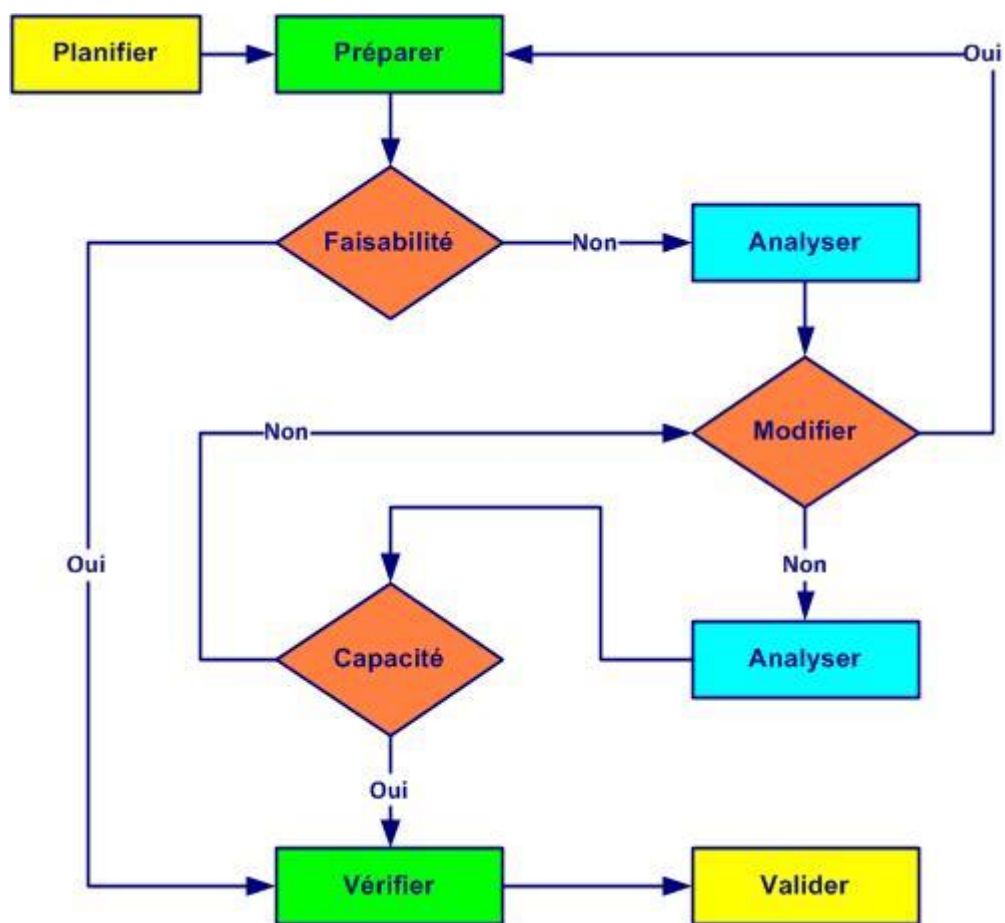 Planifier
Préparer
Oui
Faisabilité
Non
Analyser
Non
Modifier
Oui
Non
Capacité
Analyser
Oui
Vérifier
Valider